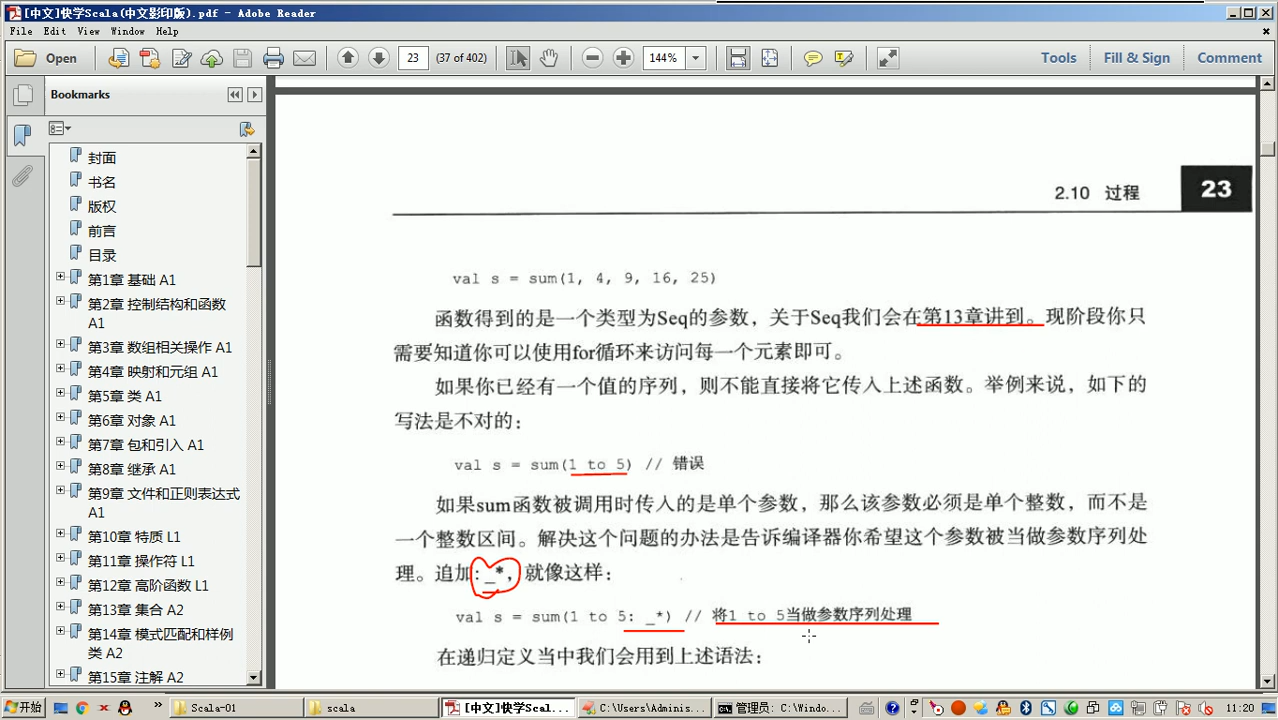 [中文]快学Scala(中文影印版).pdf - Adobe Reader
File Edit View Window Help
Open 23 (37 of 402) 144% Tools Fill & Sign Comment
Bookmarks
封面
书名
版权
前言
目录
第1章 基础 A1
第2章 控制结构和函数
A1
第3章 数组相关操作 A1
第4章 映射和元组 A1
第5章 类 A1
第6章 对象 A1
第7章 包和引入 A1
第8章 继承 A1
第9章 文件和正则表达式
A1
第10章 特质 L1
第11章 操作符 L1
第12章 高阶函数 L1
第13章 集合 A2
第14章 模式匹配和样例
类 A2
第15章 注解 A2
2.10 过程 23
val s = sum(1, 4, 9, 16, 25)
函数得到的是一个类型为Seq的参数，关于Seq我们会在第13章讲到。现阶段你只
需要知道你可以使用for循环来访问每一个元素即可。
如果你已经有一个值的序列，则不能直接将它传入上述函数。举例来说，如下的
写法是不对的：
val s = sum(1 to 5) // 错误
如果sum函数被调用时传入的是单个参数，那么该参数必须是单个整数，而不是
一个整数区间。解决这个问题的办法是告诉编译器你希望这个参数被当做参数序列处
理。追加: _*，就像这样：
val s = sum(1 to 5: _*) // 将1 to 5当做参数序列处理
在递归定义当中我们会用到上述语法：
开始 Scala-01 scala [中文]快学Scal... C:\Users\Adminis... 管理员: C:\Windo... 11:20